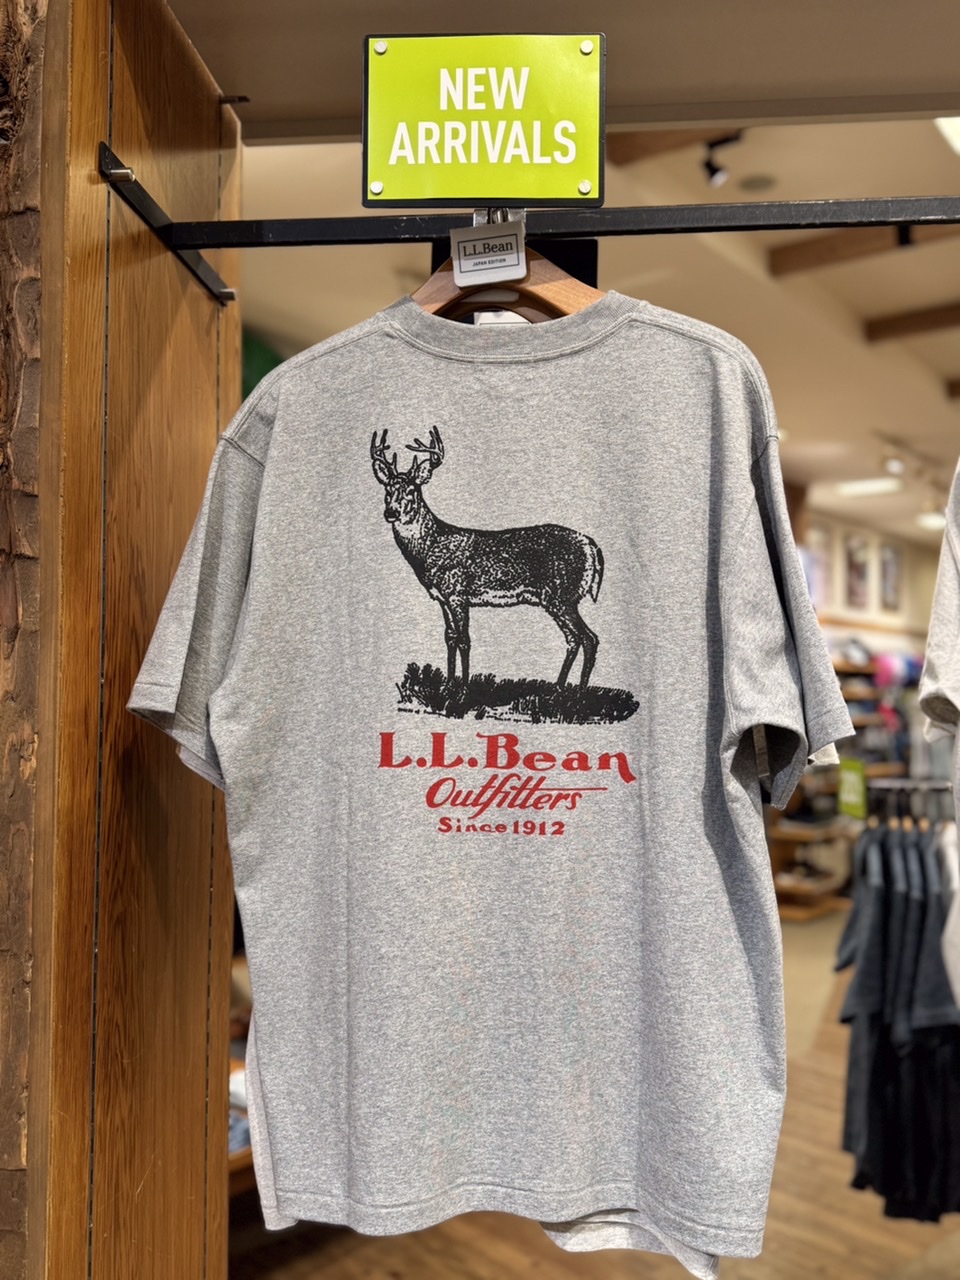 NEW
ARRIVALS
L.L.Bean
JAPAN EDITION
L.L.Bean
Outfitters
Since 1912